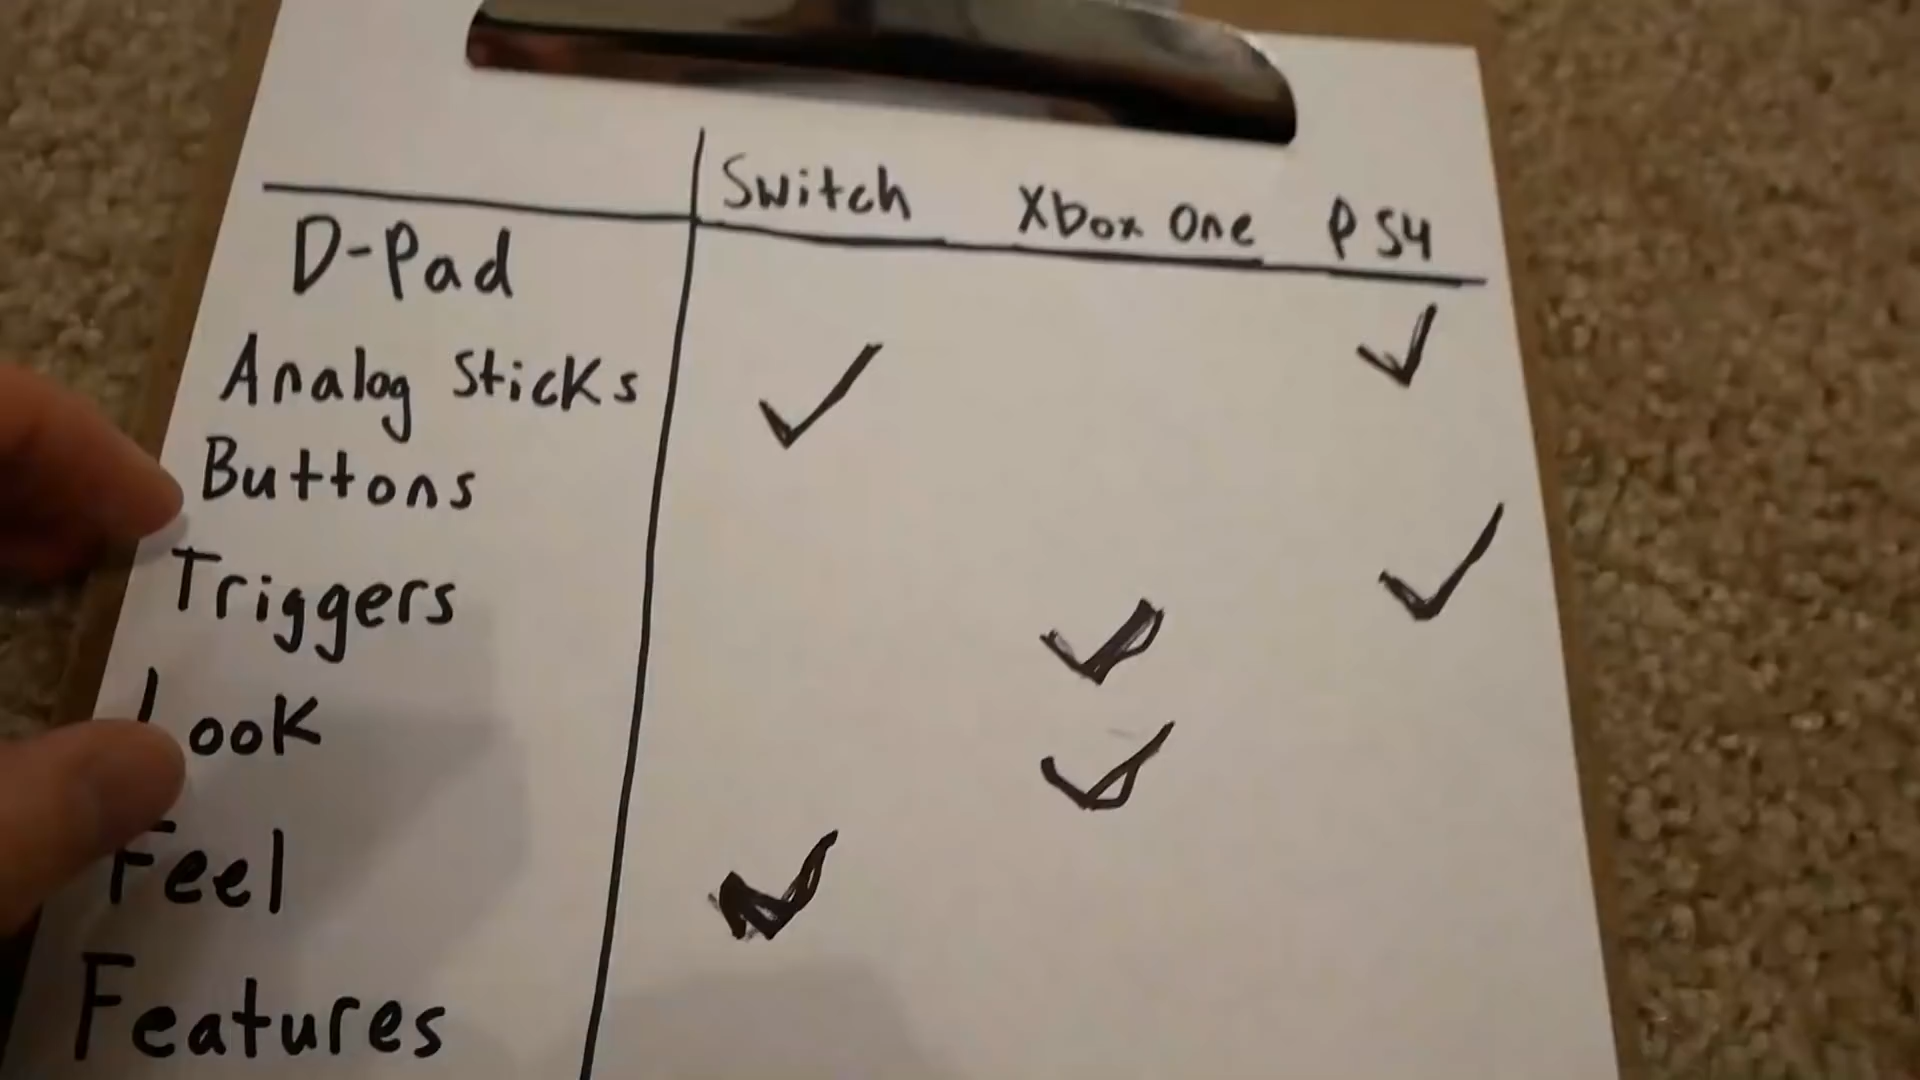 Switch Xbox One PS4
D-Pad
Analog Sticks
Buttons
Triggers
Look
Feel
Features